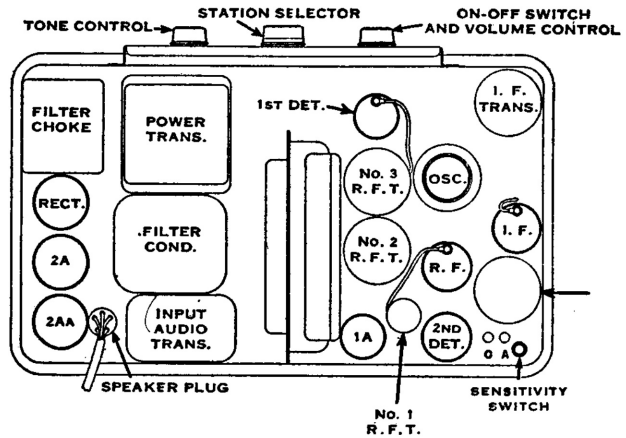 TONE CONTROL
STATION SELECTOR
ON-OFF SWITCH
AND VOLUME CONTROL
FILTER
CHOKE
POWER
TRANS.
1ST DET.
I. F.
TRANS.
No. 3
R.F.T.
OSC.
RECT.
FILTER
COND.
I. F.
2A
No. 2
R.F.T.
R. F.
2AA
INPUT
AUDIO
TRANS.
1A
2ND
DET.
O A
SPEAKER PLUG
SENSITIVITY
SWITCH
No. 1
R.F.T.